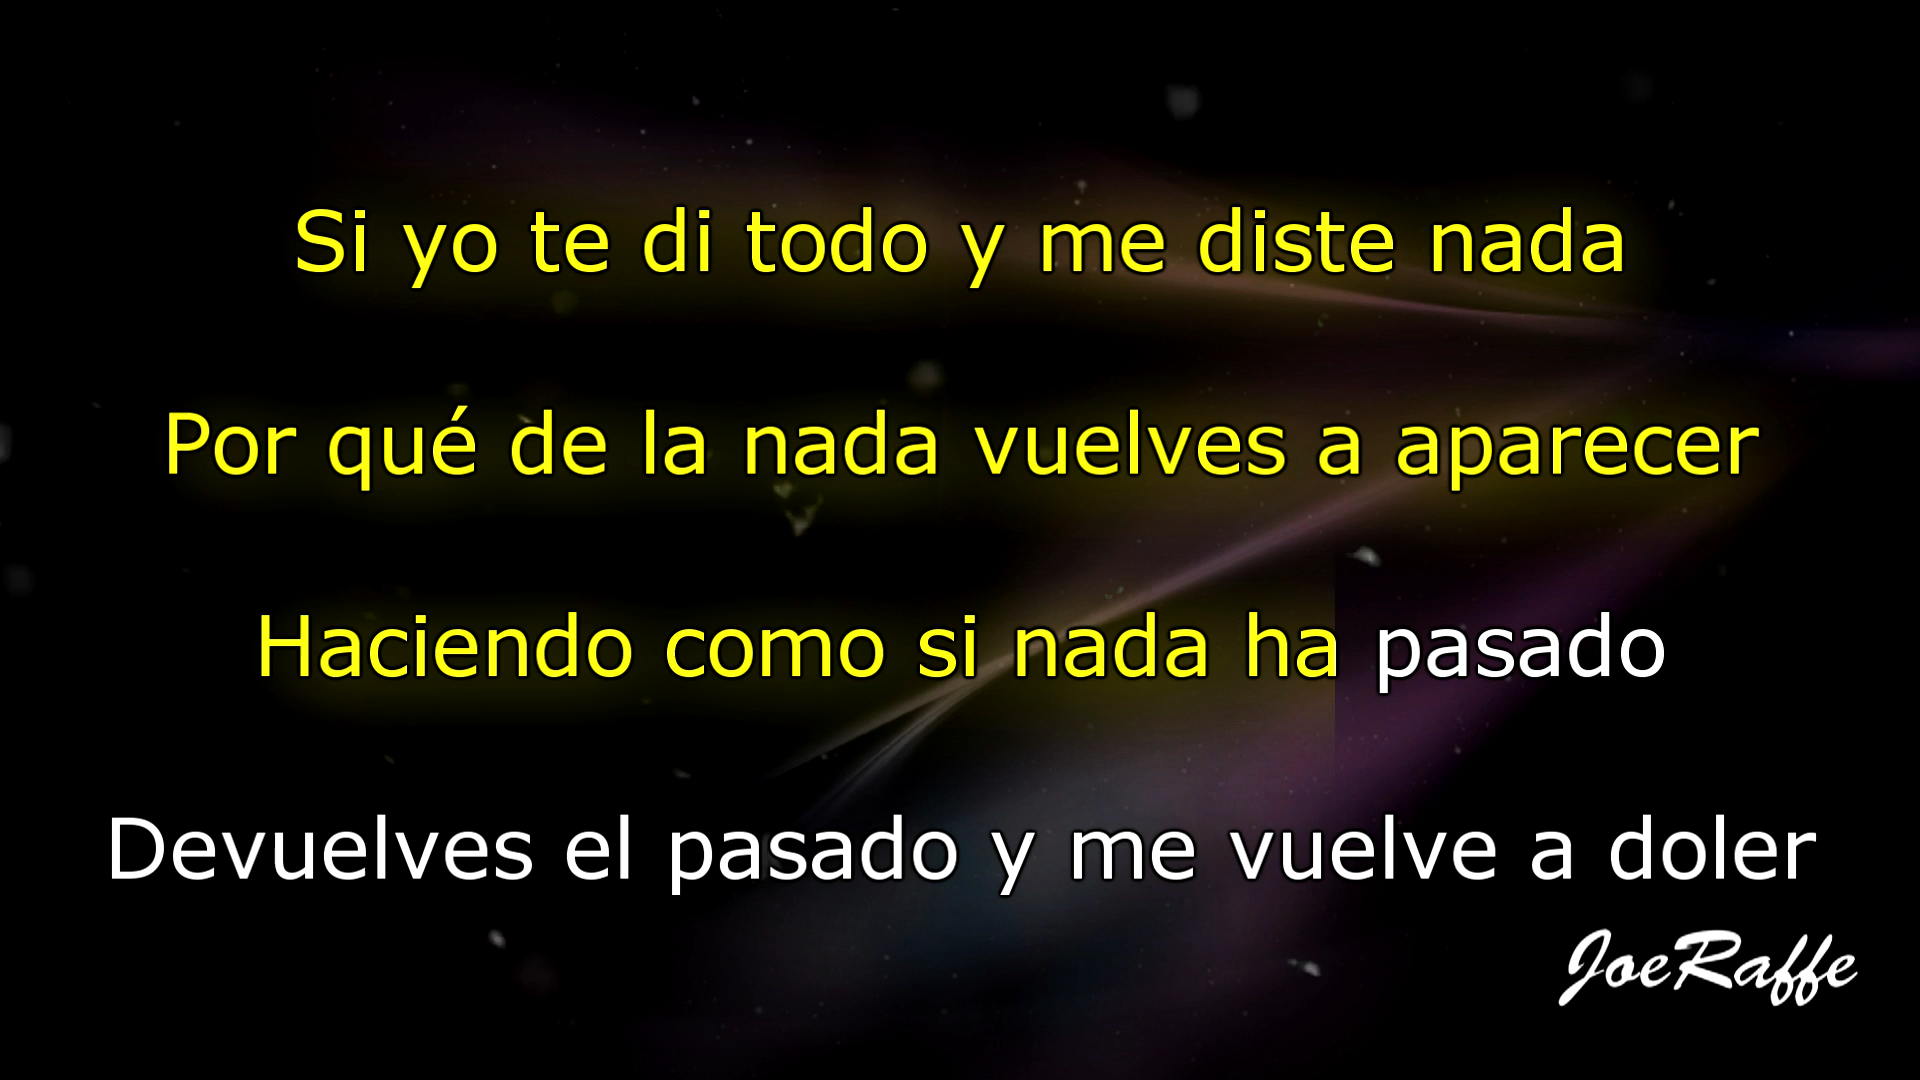 Si yo te di todo y me diste nada
Por qué de la nada vuelves a aparecer
Haciendo como si nada ha pasado
Devuelves el pasado y me vuelve a doler
JoeRaffe